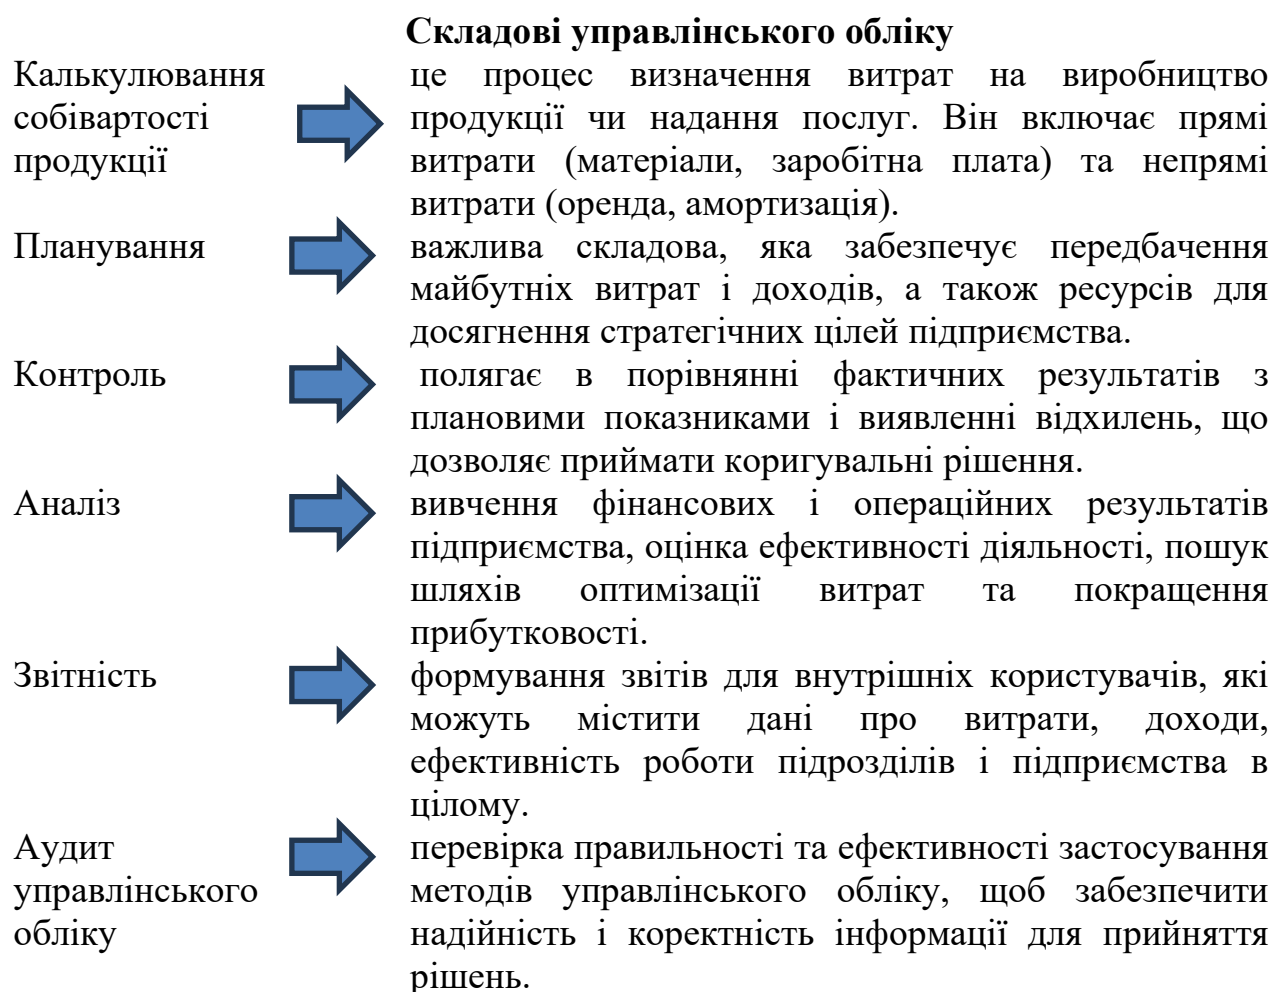 Складові управлінського обліку
Калькулювання
собівартості
продукції
це процес визначення витрат на виробництво
продукції чи надання послуг. Він включає прямі
витрати (матеріали, заробітна плата) та непрямі
витрати (оренда, амортизація).
Планування
важлива складова, яка забезпечує передбачення
майбутніх витрат і доходів, а також ресурсів для
досягнення стратегічних цілей підприємства.
Контроль
полягає в порівнянні фактичних результатів з
плановими показниками і виявленні відхилень, що
дозволяє приймати коригувальні рішення.
Аналіз
вивчення фінансових і операційних результатів
підприємства, оцінка ефективності діяльності, пошук
шляхів оптимізації витрат та покращення
прибутковості.
Звітність
формування звітів для внутрішніх користувачів, які
можуть містити дані про витрати, доходи,
ефективність роботи підрозділів і підприємства в
цілому.
Аудит
управлінського
обліку
перевірка правильності та ефективності застосування
методів управлінського обліку, щоб забезпечити
надійність і коректність інформації для прийняття
рішень.